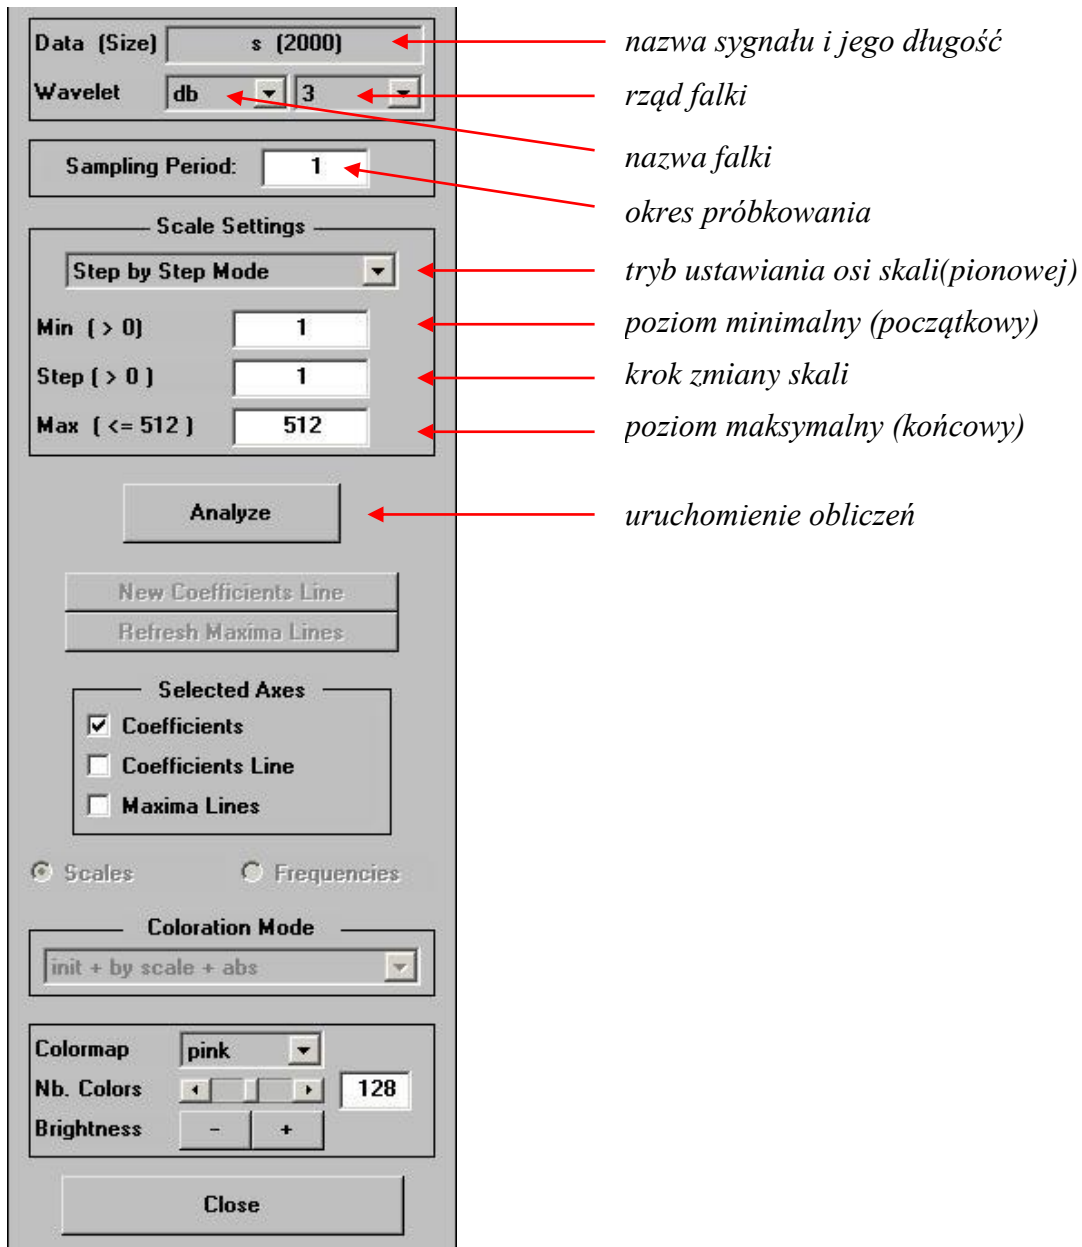 Data (Size) s (2000) nazwa sygnału i jego długość
Wavelet db 3 rząd falki
nazwa falki
Sampling Period: 1
okres próbkowania
Scale Settings
Step by Step Mode tryb ustawiania osi skali(pionowej)
Min ( > 0) 1 poziom minimalny (początkowy)
Step ( > 0 ) 1 krok zmiany skali
Max ( <= 512 ) 512 poziom maksymalny (końcowy)
Analyze uruchomienie obliczeń
New Coefficients Line
Refresh Maxima Lines
Selected Axes
Coefficients
Coefficients Line
Maxima Lines
Scales Frequencies
Coloration Mode
init + by scale + abs
Colormap pink
Nb. Colors 128
Brightness - +
Close